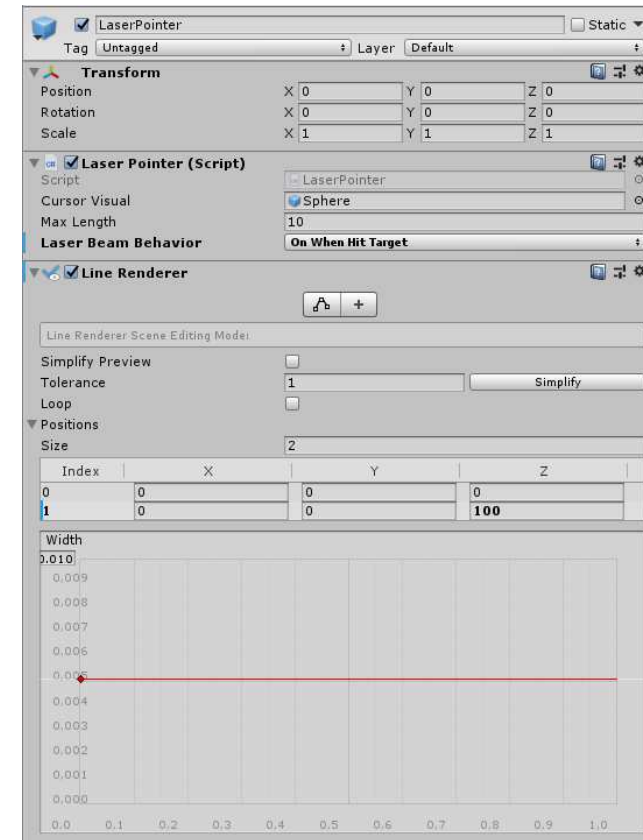 LaserPointer Static
Tag Untagged Layer Default
Transform
Position X 0 Y 0 Z 0
Rotation X 0 Y 0 Z 0
Scale X 1 Y 1 Z 1
Laser Pointer (Script)
Script LaserPointer
Cursor Visual Sphere
Max Length 10
Laser Beam Behavior On When Hit Target
Line Renderer
+
Line Renderer Scene Editing Mode:
Simplify Preview
Tolerance 1 Simplify
Loop
Positions
Size 2
Index X Y Z
0 0 0 0
1 0 0 100
Width
0.010
0.009
0.008
0.007
0.006
0.005
0.004
0.003
0.002
0.001
0.000
0.0 0.1 0.2 0.3 0.4 0.5 0.6 0.7 0.8 0.9 1.0